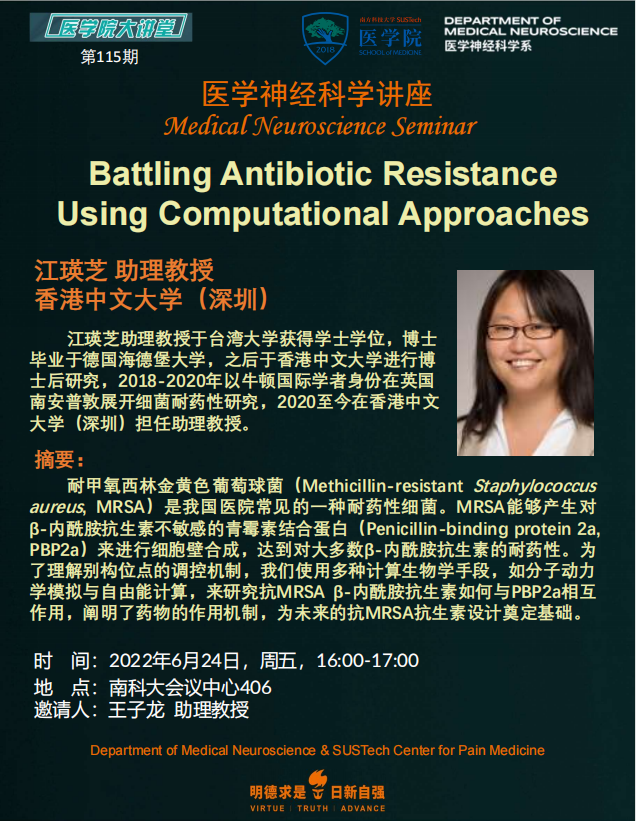 医学院大讲堂
第115期
2018
南方科技大学 SUSTech
医学院
SCHOOL OF MEDICINE
DEPARTMENT OF
MEDICAL NEUROSCIENCE
医学神经科学系
医学神经科学讲座
Medical Neuroscience Seminar
Battling Antibiotic Resistance
Using Computational Approaches
江瑛芝 助理教授
香港中文大学（深圳）
江瑛芝助理教授于台湾大学获得学士学位，博士
毕业于德国海德堡大学，之后于香港中文大学进行博
士后研究，2018-2020年以牛顿国际学者身份在英国
南安普敦展开细菌耐药性研究，2020至今在香港中文
大学（深圳）担任助理教授。
摘要：
耐甲氧西林金黄色葡萄球菌（Methicillin-resistant Staphylococcus
aureus, MRSA）是我国医院常见的一种耐药性细菌。MRSA能够产生对
β-内酰胺抗生素不敏感的青霉素结合蛋白（Penicillin-binding protein 2a,
PBP2a）来进行细胞壁合成，达到对大多数β-内酰胺抗生素的耐药性。为
了理解别构位点的调控机制，我们使用多种计算生物学手段，如分子动力
学模拟与自由能计算，来研究抗MRSA β-内酰胺抗生素如何与PBP2a相互
作用，阐明了药物的作用机制，为未来的抗MRSA抗生素设计奠定基础。
时 间：2022年6月24日，周五，16:00-17:00
地 点：南科大会议中心406
邀请人：王子龙 助理教授
Department of Medical Neuroscience & SUSTech Center for Pain Medicine
明德求是 日新自强
VIRTUE | TRUTH | ADVANCE